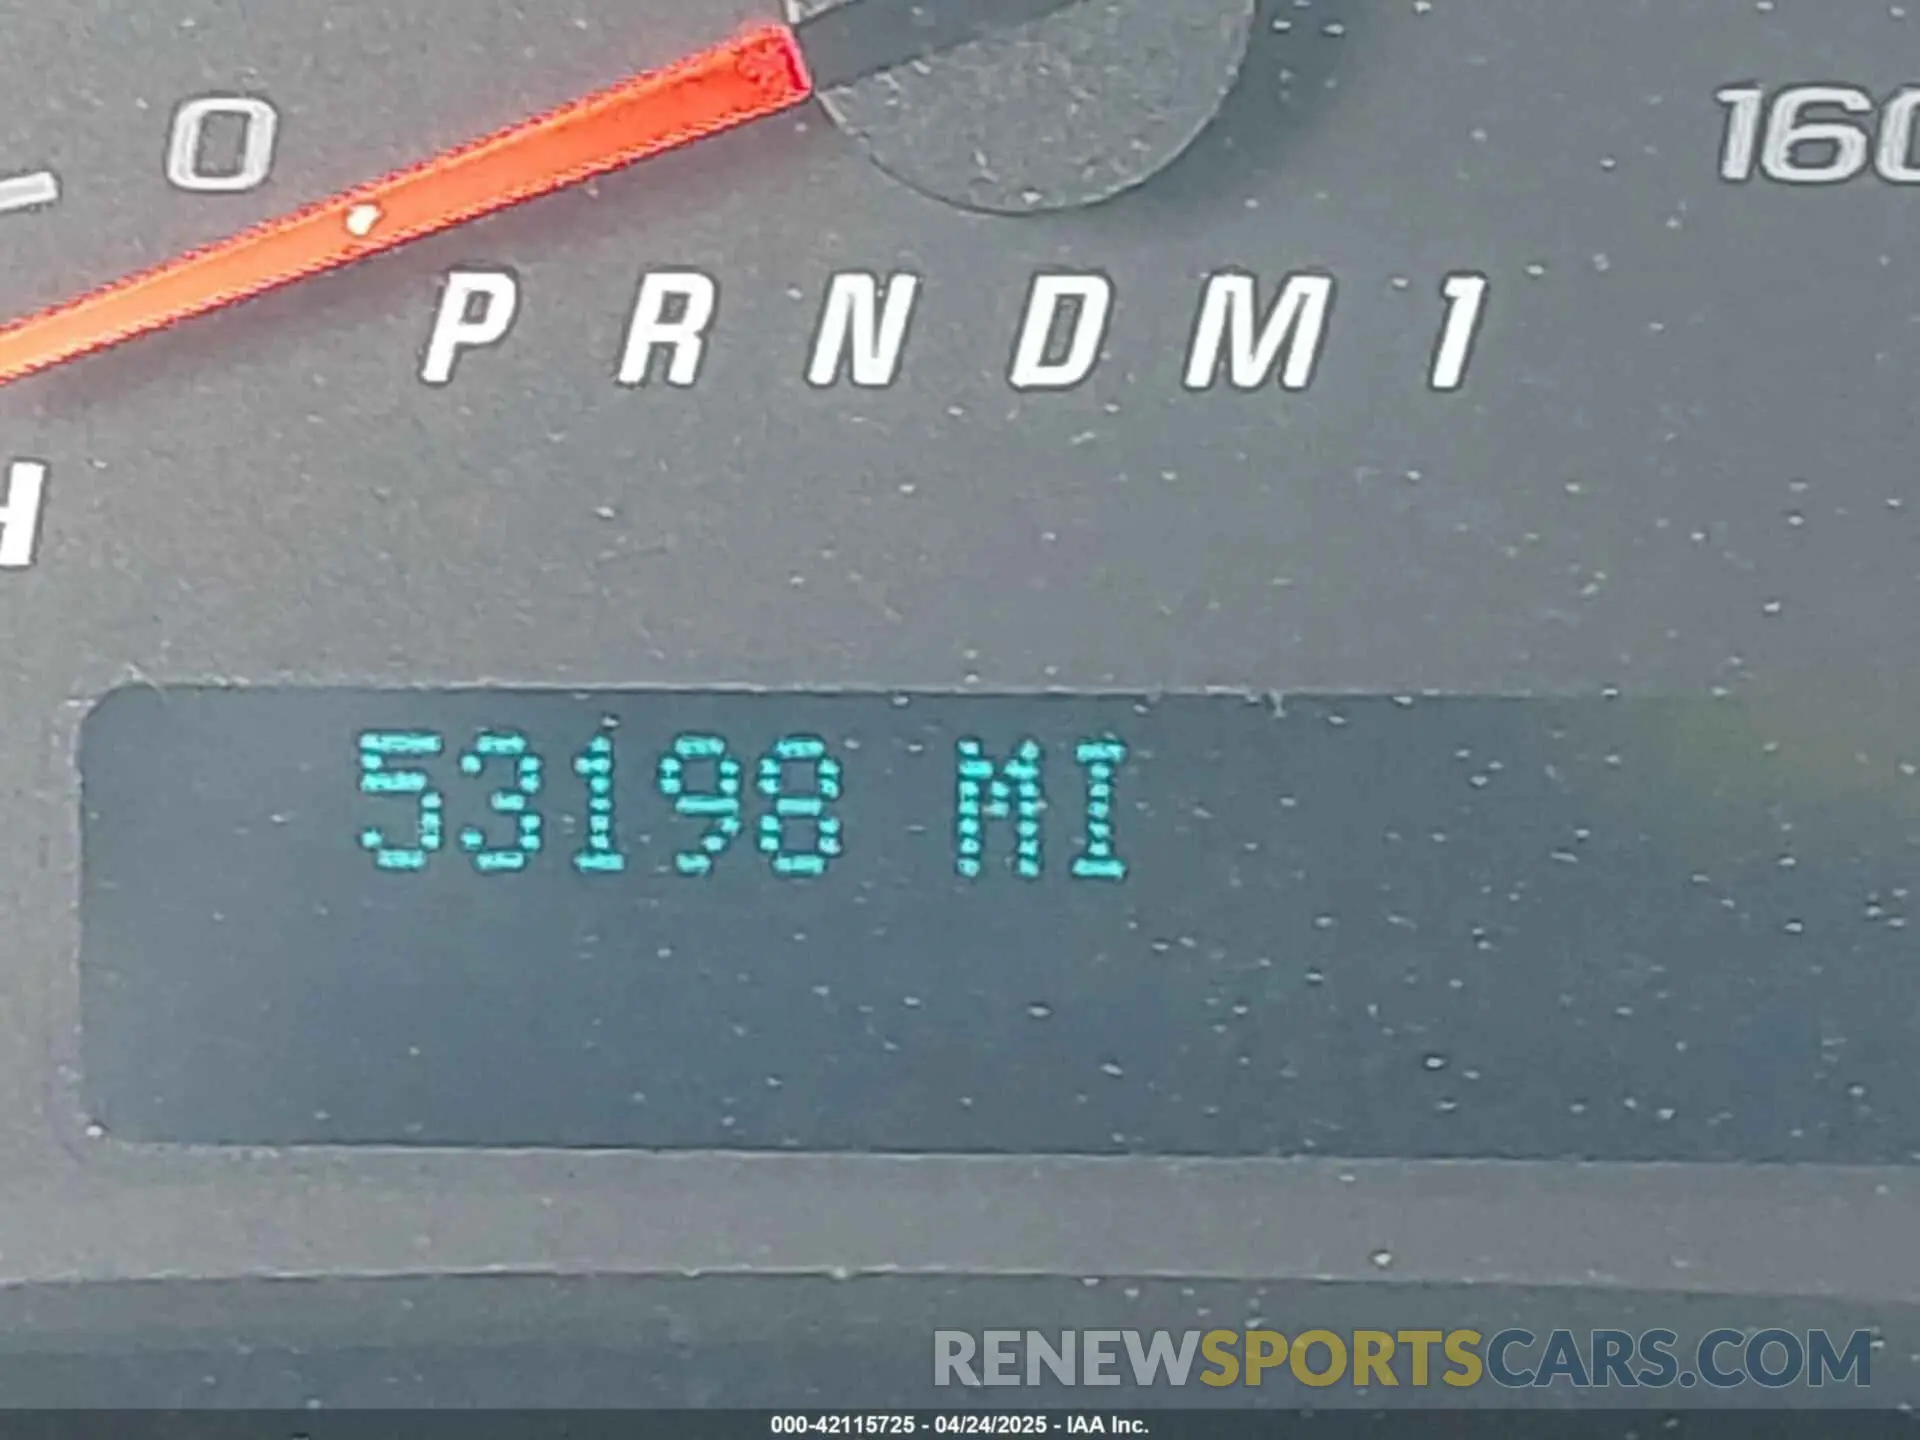 0 160
P R N D M 1
H
53198 MI
RENEWSPORTSCARS.COM
000-42115725 - 04/24/2025 - IAA Inc.